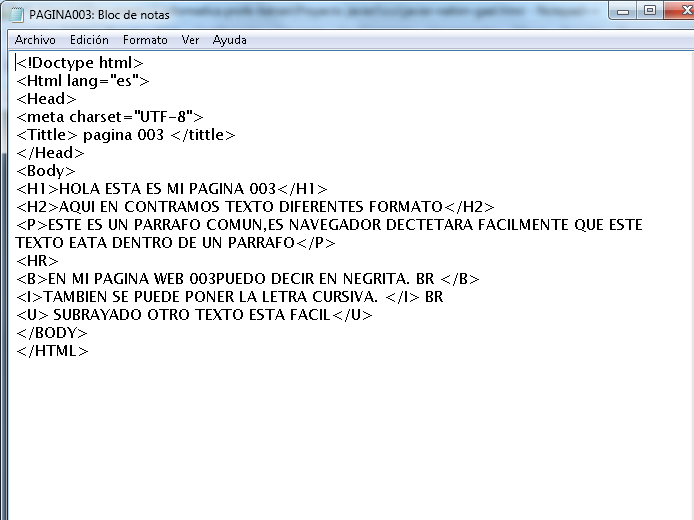 PAGINA003: Bloc de notas
Archivo Edición Formato Ver Ayuda
<!Doctype html>
<Html lang="es">
<Head>
<meta charset="UTF-8">
<Tittle> pagina 003 </tittle>
</Head>
<Body>
<H1>HOLA ESTA ES MI PAGINA 003</H1>
<H2>AQUI EN CONTRAMOS TEXTO DIFERENTES FORMATO</H2>
<P>ESTE ES UN PARRAFO COMUN,ES NAVEGADOR DECTETARA FACILMENTE QUE ESTE
TEXTO EATA DENTRO DE UN PARRAFO</P>
<HR>
<B>EN MI PAGINA WEB 003PUEDO DECIR EN NEGRITA. BR </B>
<I>TAMBIEN SE PUEDE PONER LA LETRA CURSIVA. </I> BR
<U> SUBRAYADO OTRO TEXTO ESTA FACIL</U>
</BODY>
</HTML>